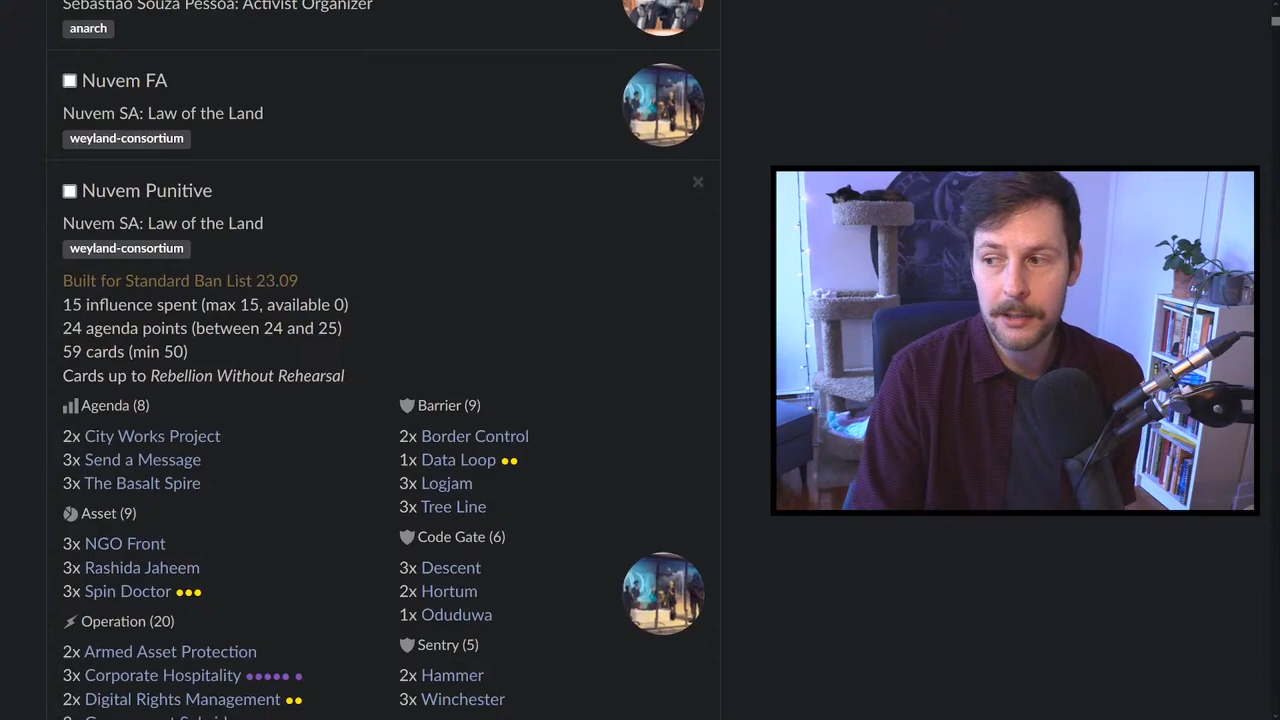 Sebastião Souza Pessoa: Activist Organizer
anarch
Nuvem FA
Nuvem SA: Law of the Land
weyland-consortium
Nuvem Punitive
Nuvem SA: Law of the Land
weyland-consortium
Built for Standard Ban List 23.09
15 influence spent (max 15, available 0)
24 agenda points (between 24 and 25)
59 cards (min 50)
Cards up to Rebellion Without Rehearsal
Agenda (8)
2x City Works Project
3x Send a Message
3x The Basalt Spire
Asset (9)
3x NGO Front
3x Rashida Jaheem
3x Spin Doctor
Operation (20)
2x Armed Asset Protection
3x Corporate Hospitality
2x Digital Rights Management
Barrier (9)
2x Border Control
1x Data Loop
3x Logjam
3x Tree Line
Code Gate (6)
3x Descent
2x Hortum
1x Oduduwa
Sentry (5)
2x Hammer
3x Winchester